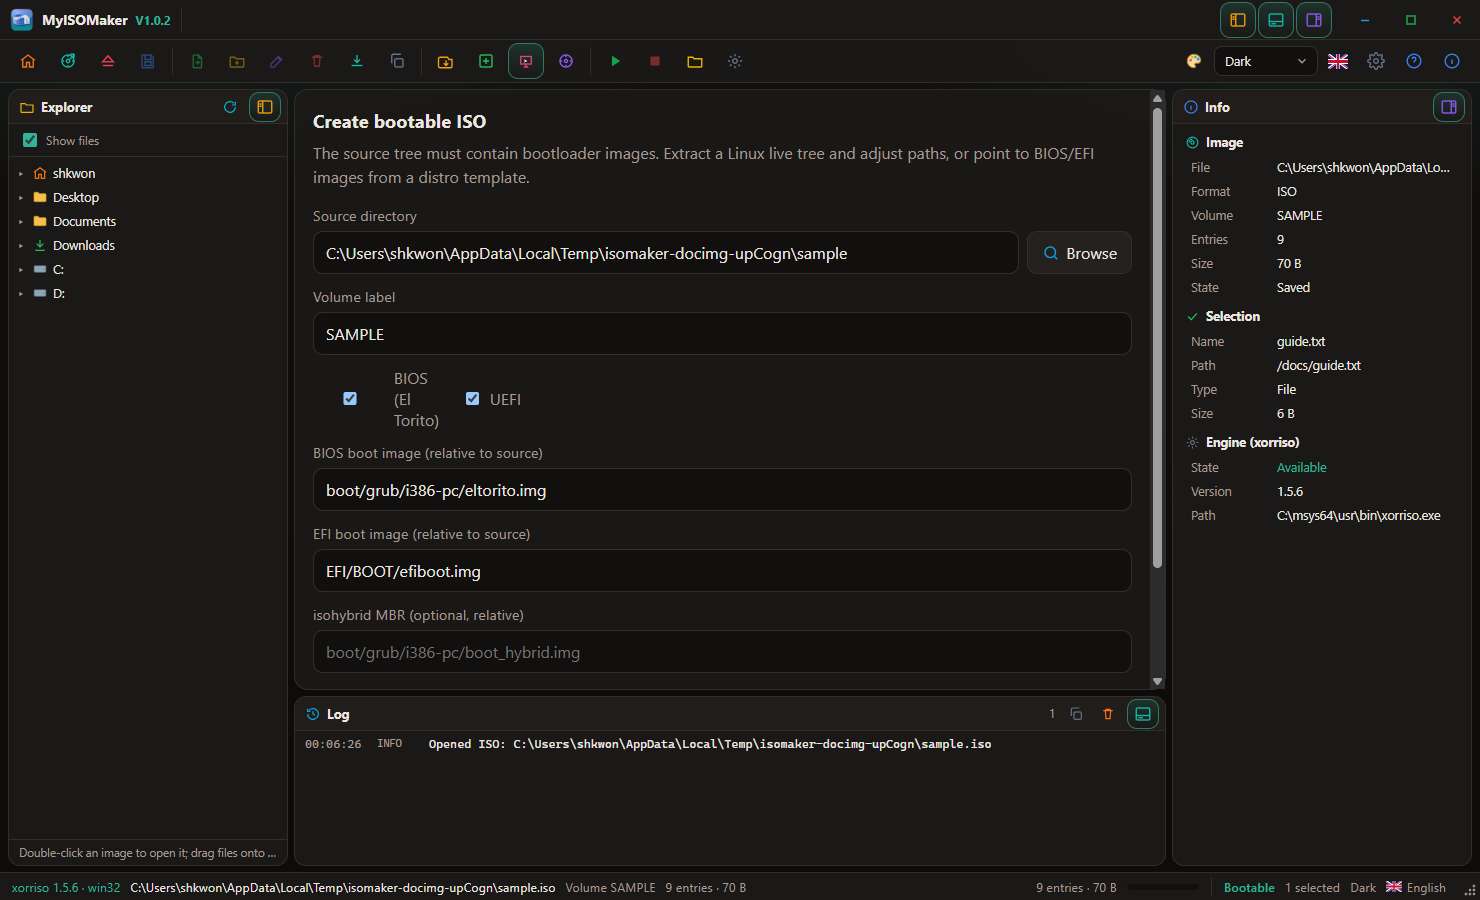 MyISOMaker V1.0.2
Dark
Explorer
Show files
shkwon
Desktop
Documents
Downloads
C:
D:
Double-click an image to open it; drag files onto ...
Create bootable ISO
The source tree must contain bootloader images. Extract a Linux live tree and adjust paths, or point to BIOS/EFI
images from a distro template.
Source directory
C:\Users\shkwon\AppData\Local\Temp\isomaker-docimg-upCogn\sample
Browse
Volume label
SAMPLE
BIOS
(El
Torito)
UEFI
BIOS boot image (relative to source)
boot/grub/i386-pc/eltorito.img
EFI boot image (relative to source)
EFI/BOOT/efiboot.img
isohybrid MBR (optional, relative)
boot/grub/i386-pc/boot_hybrid.img
Log
1
00:06:26 INFO Opened ISO: C:\Users\shkwon\AppData\Local\Temp\isomaker-docimg-upCogn\sample.iso
Info
Image
File C:\Users\shkwon\AppData\Lo...
Format ISO
Volume SAMPLE
Entries 9
Size 70 B
State Saved
Selection
Name guide.txt
Path /docs/guide.txt
Type File
Size 6 B
Engine (xorriso)
State Available
Version 1.5.6
Path C:\msys64\usr\bin\xorriso.exe
xorriso 1.5.6 · win32 C:\Users\shkwon\AppData\Local\Temp\isomaker-docimg-upCogn\sample.iso Volume SAMPLE 9 entries · 70 B 9 entries · 70 B Bootable 1 selected Dark English